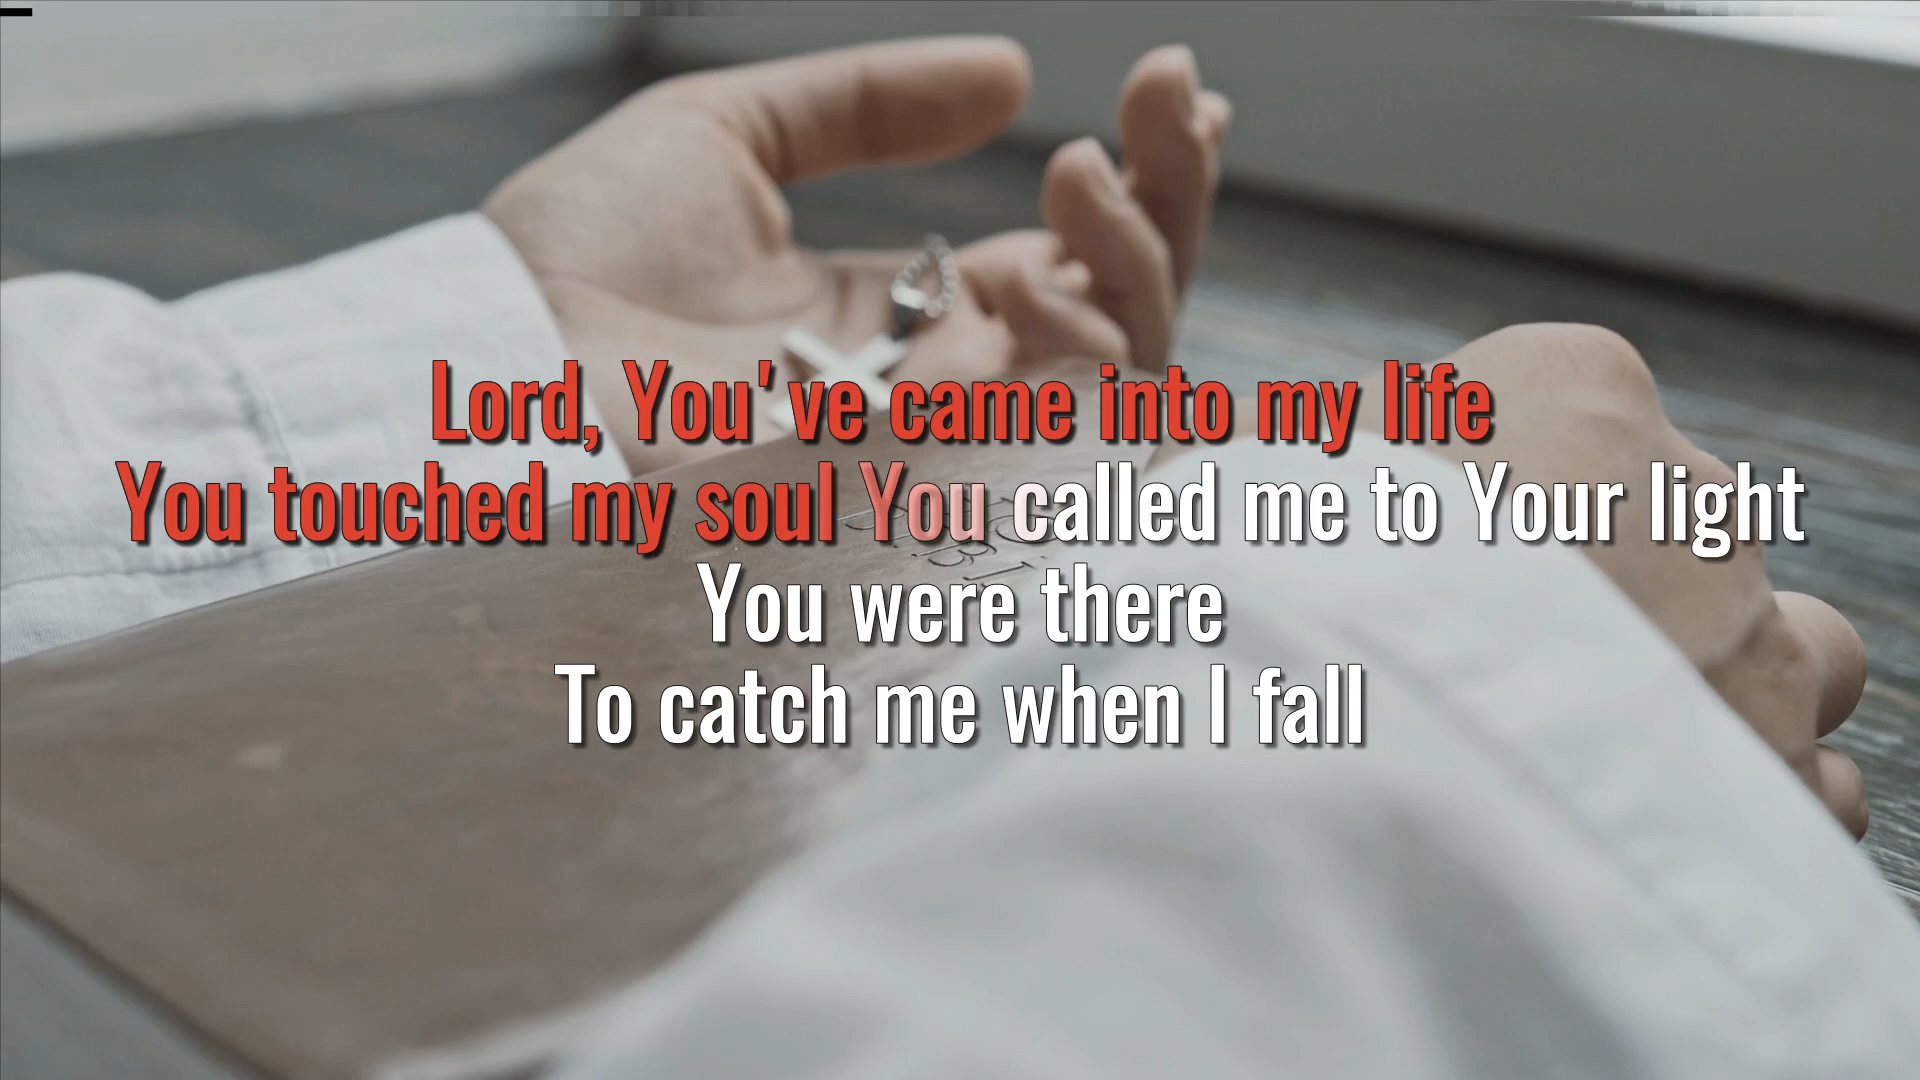 Lord, You've came into my life
You touched my soul You called me to Your light
You were there
To catch me when I fall